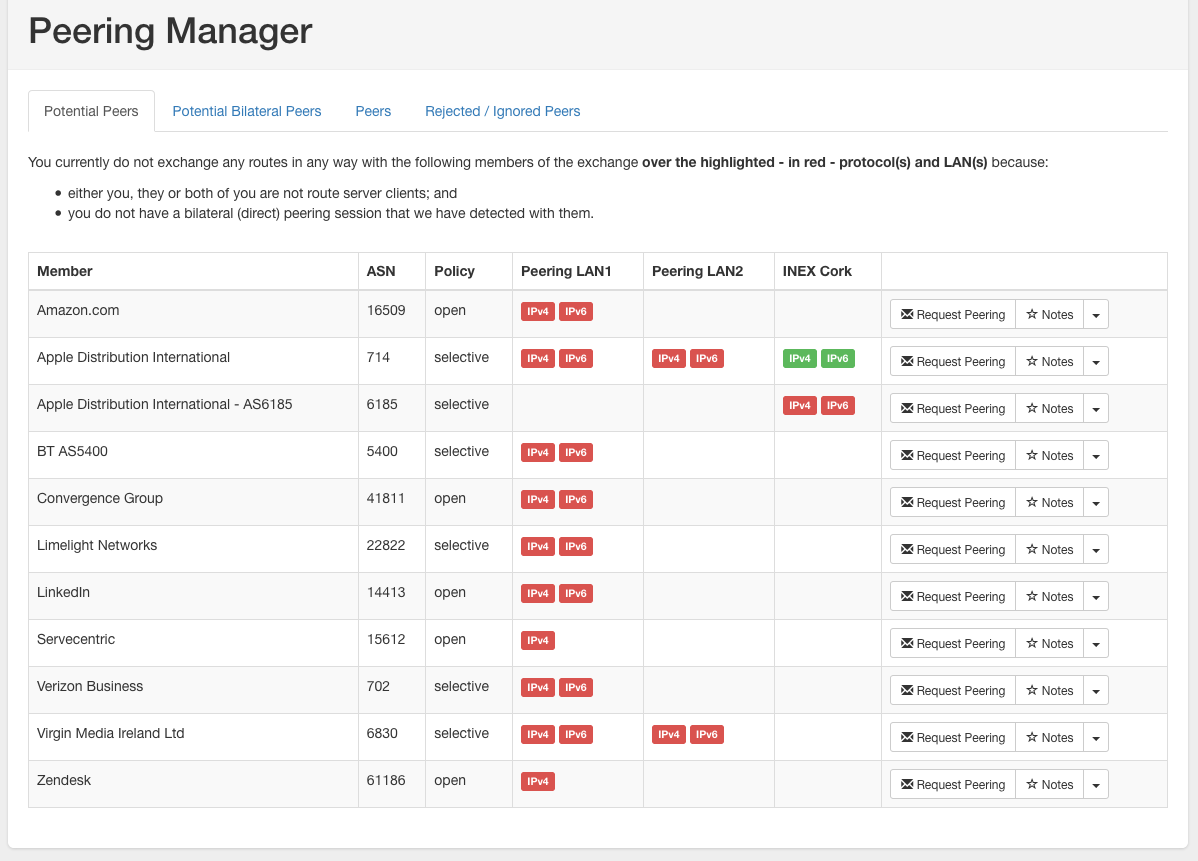 Peering Manager
Potential Peers Potential Bilateral Peers Peers Rejected / Ignored Peers
You currently do not exchange any routes in any way with the following members of the exchange over the highlighted - in red - protocol(s) and LAN(s) because:
• either you, they or both of you are not route server clients; and
• you do not have a bilateral (direct) peering session that we have detected with them.
Member ASN Policy Peering LAN1 Peering LAN2 INEX Cork
Amazon.com 16509 open IPv4 IPv6 Request Peering Notes
Apple Distribution International 714 selective IPv4 IPv6 IPv4 IPv6 IPv4 IPv6 Request Peering Notes
Apple Distribution International - AS6185 6185 selective IPv4 IPv6 Request Peering Notes
BT AS5400 5400 selective IPv4 IPv6 Request Peering Notes
Convergence Group 41811 open IPv4 IPv6 Request Peering Notes
Limelight Networks 22822 selective IPv4 IPv6 Request Peering Notes
LinkedIn 14413 open IPv4 IPv6 Request Peering Notes
Servecentric 15612 open IPv4 Request Peering Notes
Verizon Business 702 selective IPv4 IPv6 Request Peering Notes
Virgin Media Ireland Ltd 6830 selective IPv4 IPv6 IPv4 IPv6 Request Peering Notes
Zendesk 61186 open IPv4 Request Peering Notes